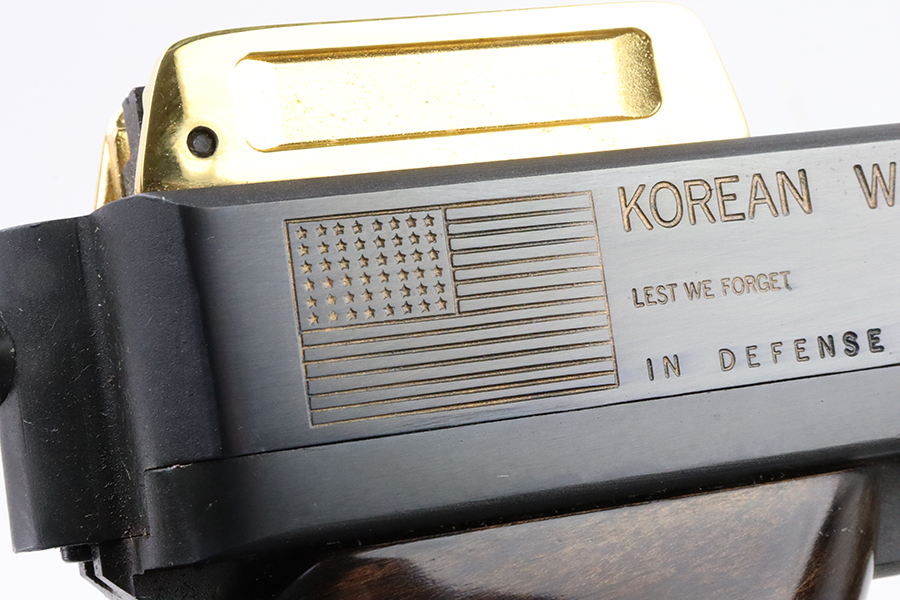 KOREAN W
LEST WE FORGET
IN DEFENSE